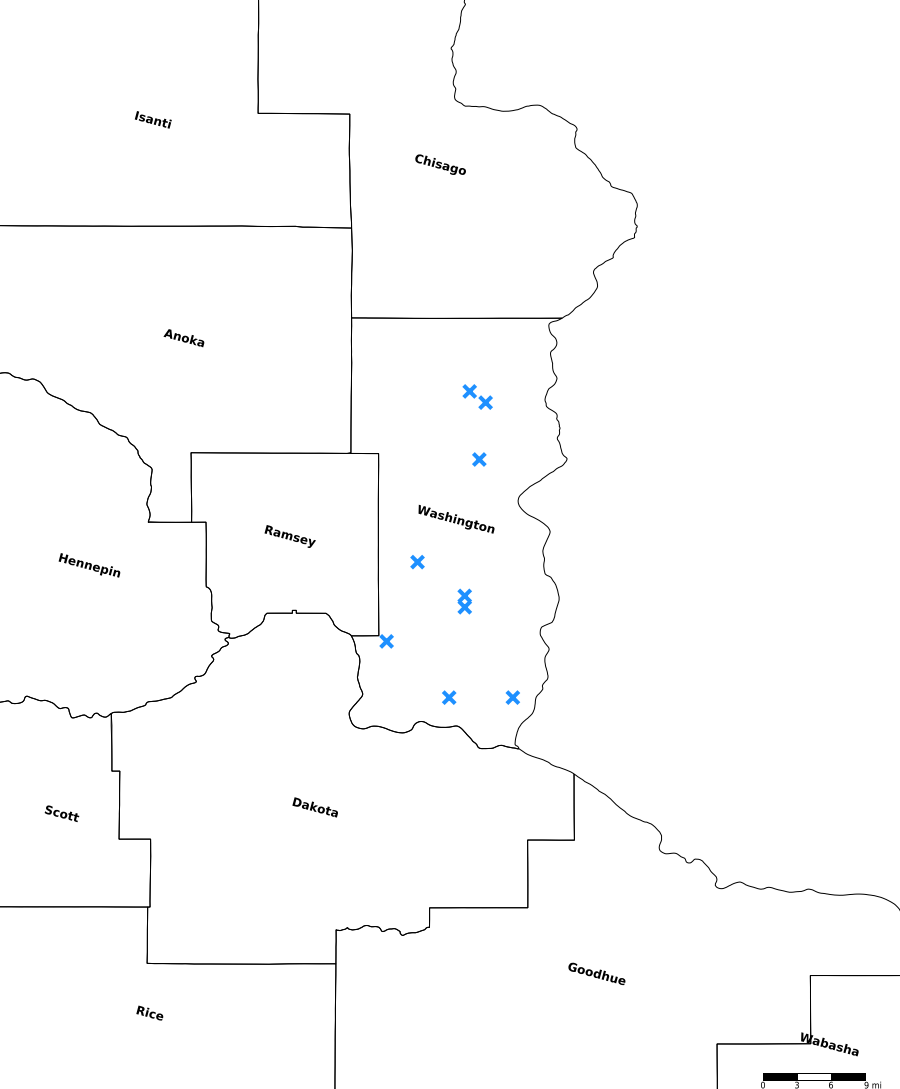 Isanti
Chisago
Anoka
Washington
Ramsey
Hennepin
Dakota
Scott
Goodhue
Rice
Wabasha
0 3 6 9 mi